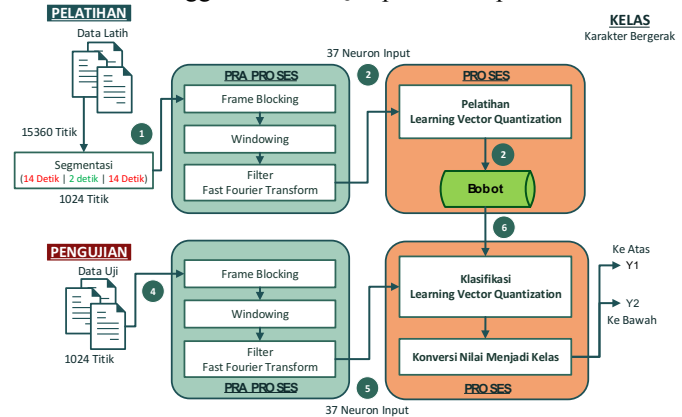 PELATIHAN
Data Latih
15360 Titik
1
Segmentasi
(14 Detik | 2 detik | 14 Detik)
1024 Titik
PRA PROSES
Frame Blocking
Windowing
Filter
Fast Fourier Transform
37 Neuron Input
2
PROSES
Pelatihan
Learning Vector Quantization
2
Bobot
6
KELAS
Karakter Bergerak
PENGUJIAN
Data Uji
1024 Titik
4
Frame Blocking
Windowing
Filter
Fast Fourier Transform
PRA PROSES
5
37 Neuron Input
Klasifikasi
Learning Vector Quantization
Konversi Nilai Menjadi Kelas
PROSES
Ke Atas
Y1
Y2
Ke Bawah